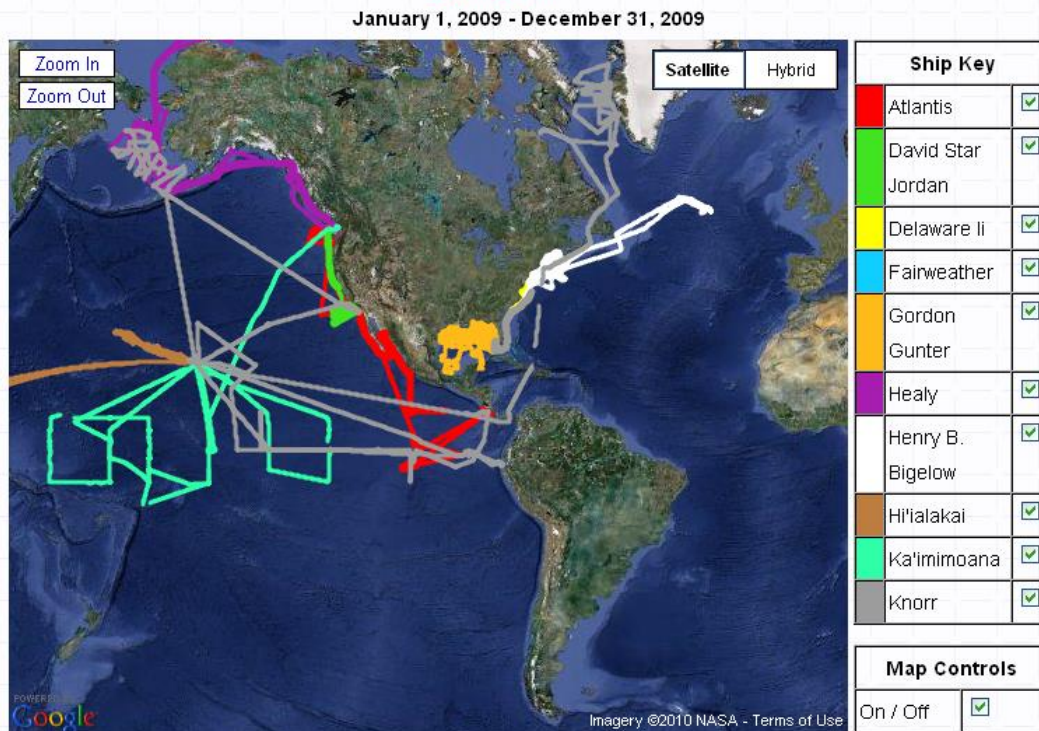 January 1, 2009 - December 31, 2009
Zoom In
Zoom Out
Satellite
Hybrid
Ship Key
Atlantis
David Star
Jordan
Delaware Ii
Fairweather
Gordon
Gunter
Healy
Henry B.
Bigelow
Hi'ialakai
Ka'imimoana
Knorr
Map Controls
On / Off
POWERED
Google
Imagery ©2010 NASA - Terms of Use